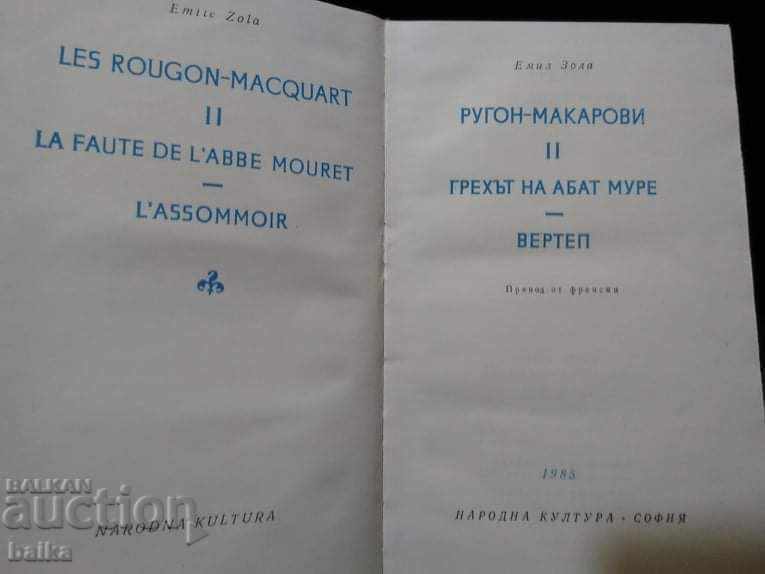 Emile Zola
LES ROUGON-MACQUART
II
LA FAUTE DE L'ABBE MOURET
—
L'ASSOMMOIR
NARODNA KULTURA
Емил Зола
РУГОН-МАКАРОВИ
II
ГРЕХЪТ НА АБАТ МУРЕ
—
ВЕРТЕП
Превод от френски
1985
НАРОДНА КУЛТУРА • СОФИЯ
BALKAN
auction
baika